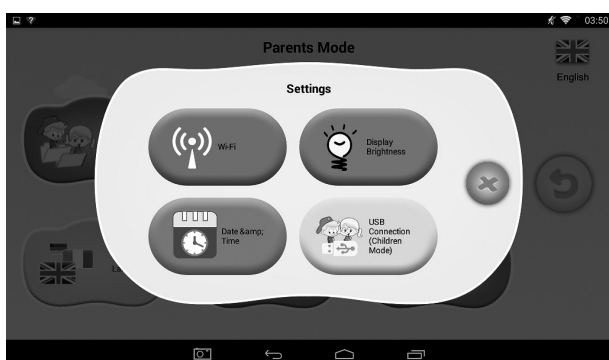 ? 03:50
Parents Mode
English
Settings
Wi-Fi
Display
Brightness
Date &amp;
Time
USB
Connection
(Children
Mode)